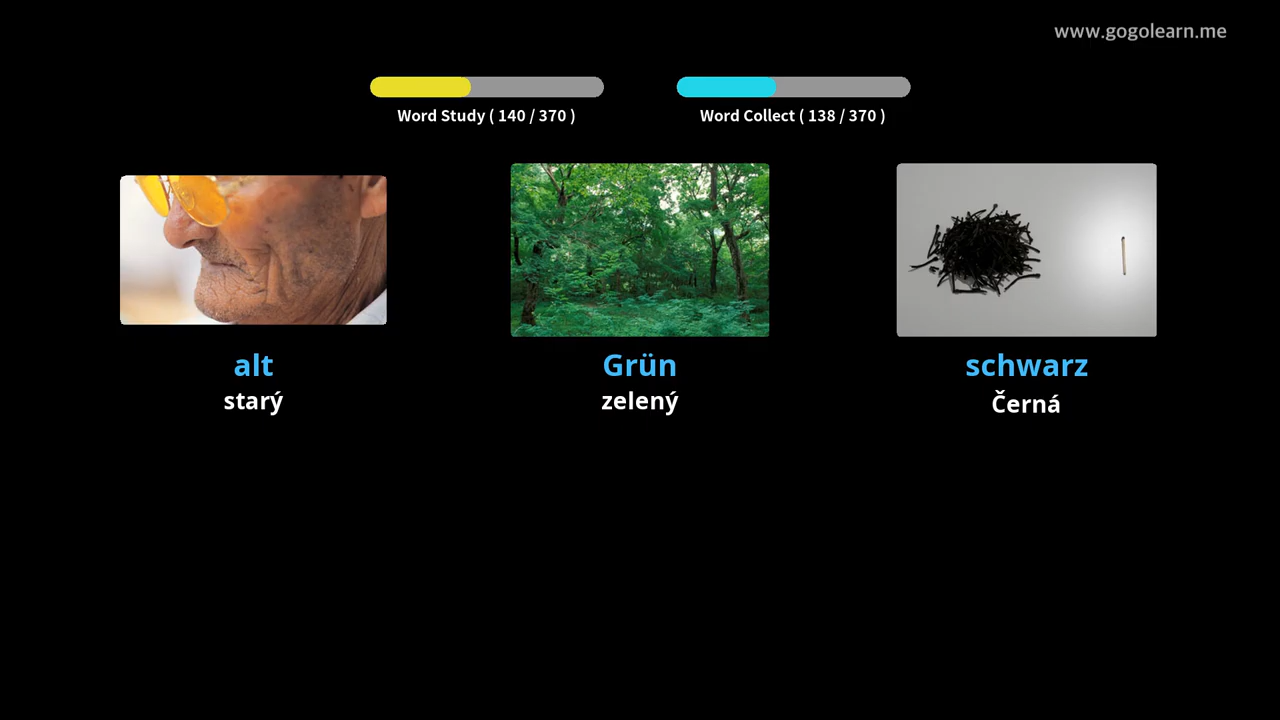 www.gogolearn.me
Word Study ( 140 / 370 )
Word Collect ( 138 / 370 )
alt
starý
Grün
zelený
schwarz
Černá